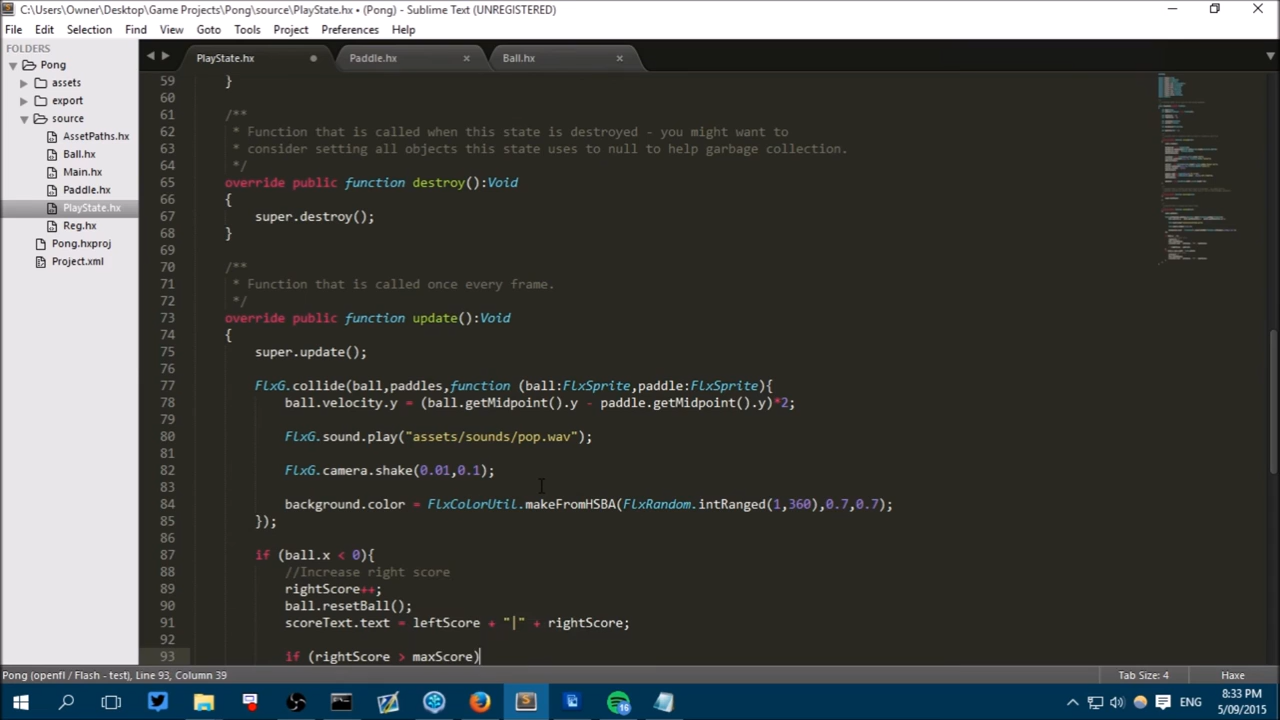 C:\Users\Owner\Desktop\Game Projects\Pong\source\PlayState.hx • (Pong) - Sublime Text (UNREGISTERED)
File Edit Selection Find View Goto Tools Project Preferences Help
FOLDERS
Pong
assets
export
source
AssetPaths.hx
Ball.hx
Main.hx
Paddle.hx
PlayState.hx
Reg.hx
Pong.hxproj
Project.xml
PlayState.hx Paddle.hx Ball.hx
59 }
60
61 /**
62 * Function that is called when this state is destroyed - you might want to
63 * consider setting all objects this state uses to null to help garbage collection.
64 */
65 override public function destroy():Void
66 {
67 super.destroy();
68 }
69
70 /**
71 * Function that is called once every frame.
72 */
73 override public function update():Void
74 {
75 super.update();
76
77 FlxG.collide(ball,paddles,function (ball:FlxSprite,paddle:FlxSprite){
78 ball.velocity.y = (ball.getMidpoint().y - paddle.getMidpoint().y)*2;
79
80 FlxG.sound.play("assets/sounds/pop.wav");
81
82 FlxG.camera.shake(0.01,0.1);
83
84 background.color = FlxColorUtil.makeFromHSBA(FlxRandom.intRanged(1,360),0.7,0.7);
85 });
86
87 if (ball.x < 0){
88 //Increase right score
89 rightScore++;
90 ball.resetBall();
91 scoreText.text = leftScore + "|" + rightScore;
92
93 if (rightScore > maxScore)
Pong (openfl / Flash - test), Line 93, Column 39 Tab Size: 4 Haxe
16 ENG 8:33 PM
5/09/2015